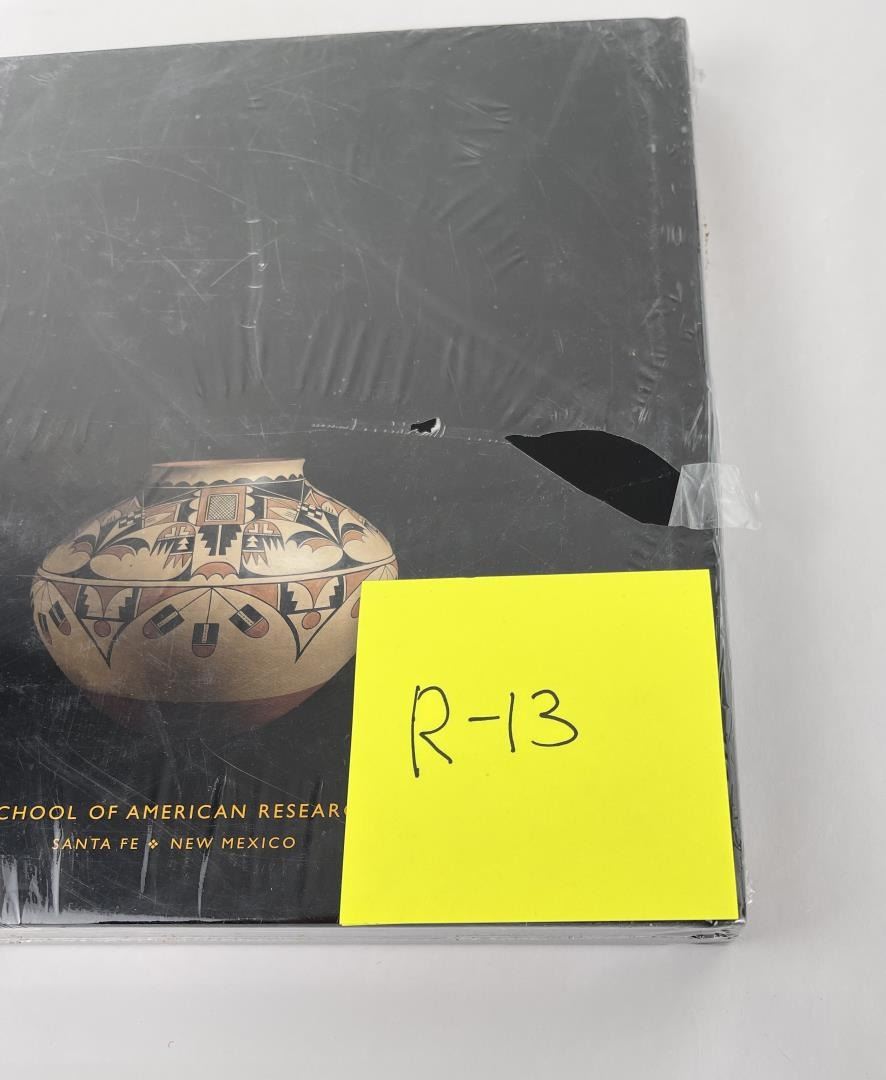 CHOOL OF AMERICAN RESEARC
SANTA FE ❖ NEW MEXICO
R-13